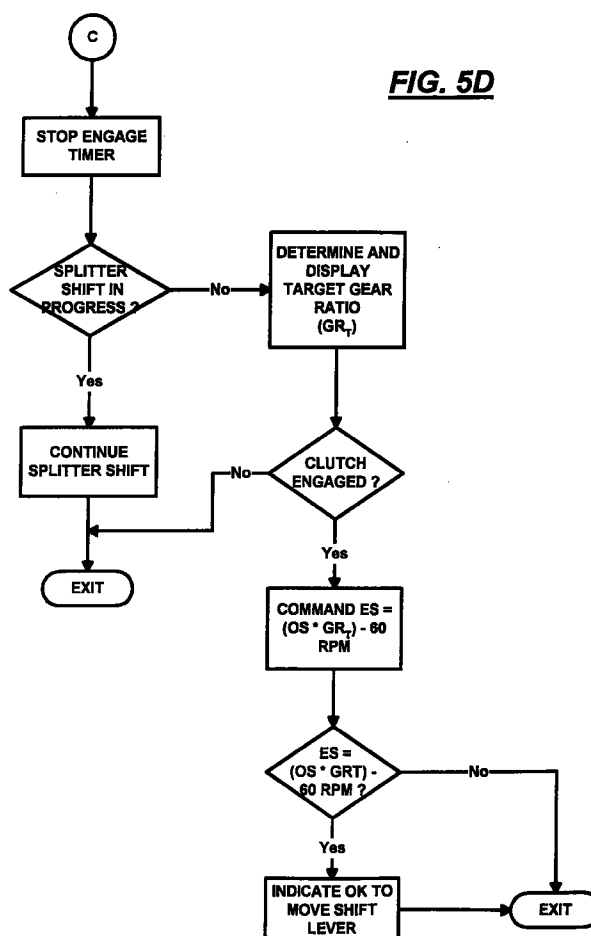 C
FIG. 5D
STOP ENGAGE
TIMER
SPLITTER
SHIFT IN
PROGRESS ?
No
DETERMINE AND
DISPLAY
TARGET GEAR
RATIO
(GR_T)
Yes
CONTINUE
SPLITTER SHIFT
No
CLUTCH
ENGAGED ?
EXIT
Yes
COMMAND ES =
(OS * GR_T) - 60
RPM
ES =
(OS * GRT) -
60 RPM ?
No
Yes
INDICATE OK TO
MOVE SHIFT
LEVER
EXIT